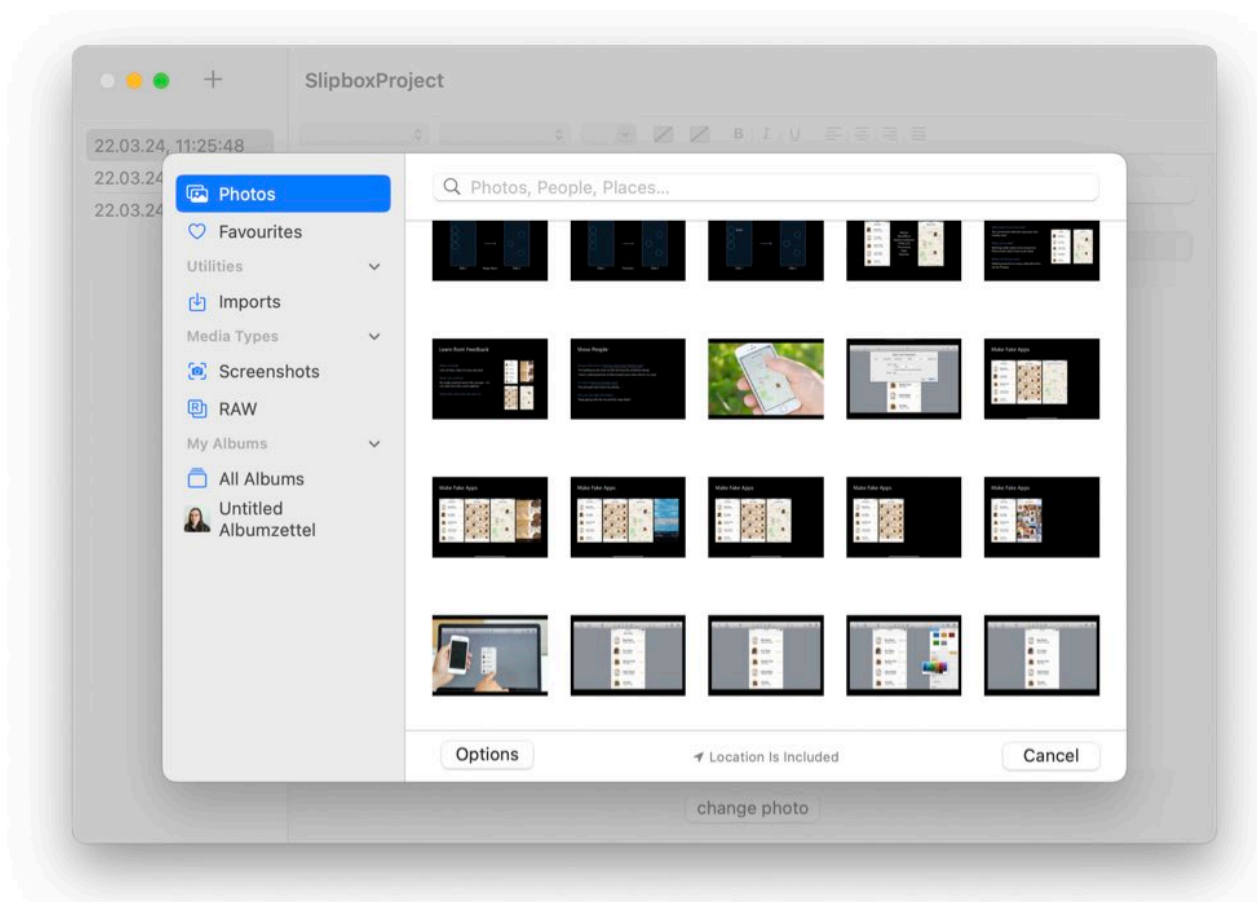 SlipboxProject
22.03.24, 11:25:48
B I U
22.03.24
22.03.24
Photos
Favourites
Utilities
Imports
Media Types
Screenshots
RAW
My Albums
All Albums
Untitled
Albumzettel
Photos, People, Places...
Learn From Feedback
Show People
Make Fake Apps
Make Fake Apps
Make Fake Apps
Make Fake Apps
Make Fake Apps
Make Fake Apps
Options
Location Is Included
Cancel
change photo